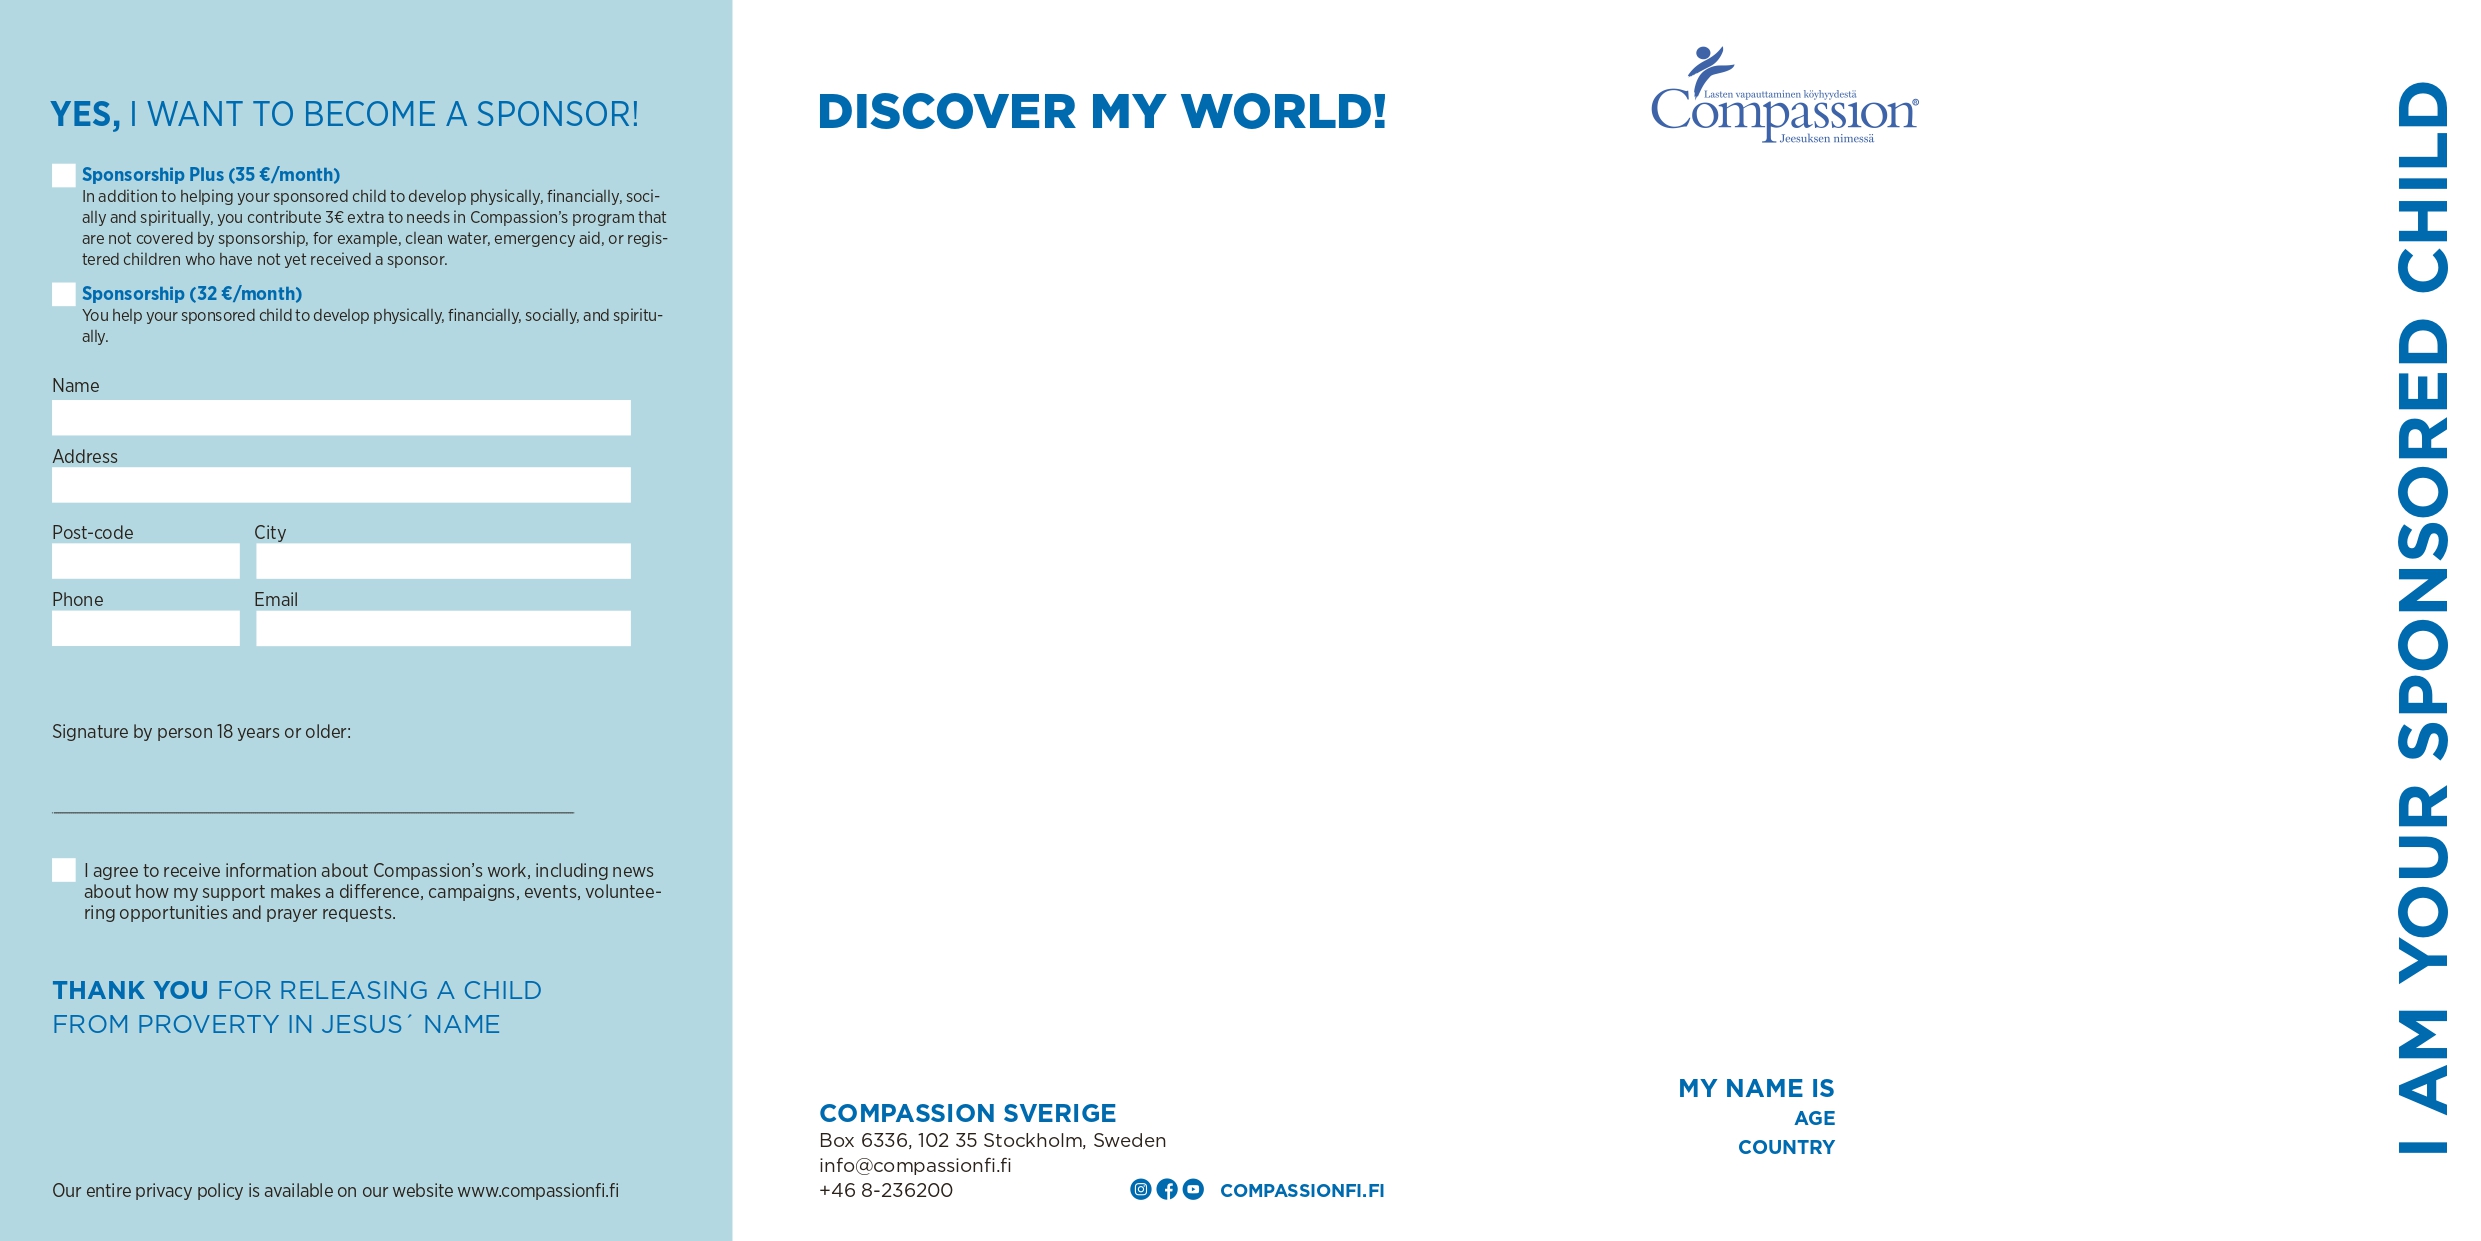 YES, I WANT TO BECOME A SPONSOR!
Sponsorship Plus (35 €/month)
In addition to helping your sponsored child to develop physically, financially, soci-
ally and spiritually, you contribute 3€ extra to needs in Compassion’s program that
are not covered by sponsorship, for example, clean water, emergency aid, or regis-
tered children who have not yet received a sponsor.
Sponsorship (32 €/month)
You help your sponsored child to develop physically, financially, socially, and spiritu-
ally.
Name
Address
Post-code City
Phone Email
Signature by person 18 years or older:
I agree to receive information about Compassion’s work, including news
about how my support makes a difference, campaigns, events, voluntee-
ring opportunities and prayer requests.
THANK YOU FOR RELEASING A CHILD
FROM PROVERTY IN JESUS´ NAME
Our entire privacy policy is available on our website www.compassionfi.fi
DISCOVER MY WORLD!
COMPASSION SVERIGE
Box 6336, 102 35 Stockholm, Sweden
info@compassionfi.fi
+46 8-236200
COMPASSIONFI.FI
Lasten vapauttaminen köyhyydestä
Compassion®
Jeesuksen nimessä
MY NAME IS
AGE
COUNTRY
I AM YOUR SPONSORED CHILD